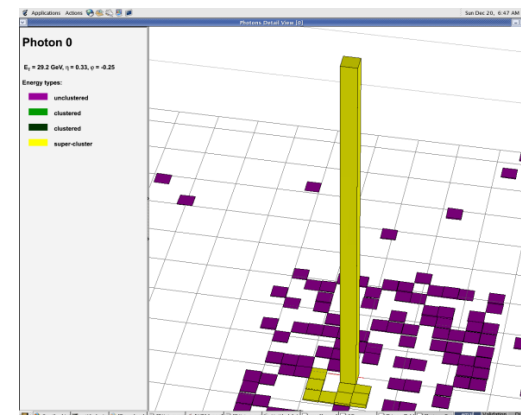 Applications Actions
Sun Dec 20, 6:47 AM
Photons Detail View [0]
Photon 0
Eₜ = 29.2 GeV, η = 0.33, φ = -0.25
Energy types:
unclustered
clustered
clustered
super-cluster